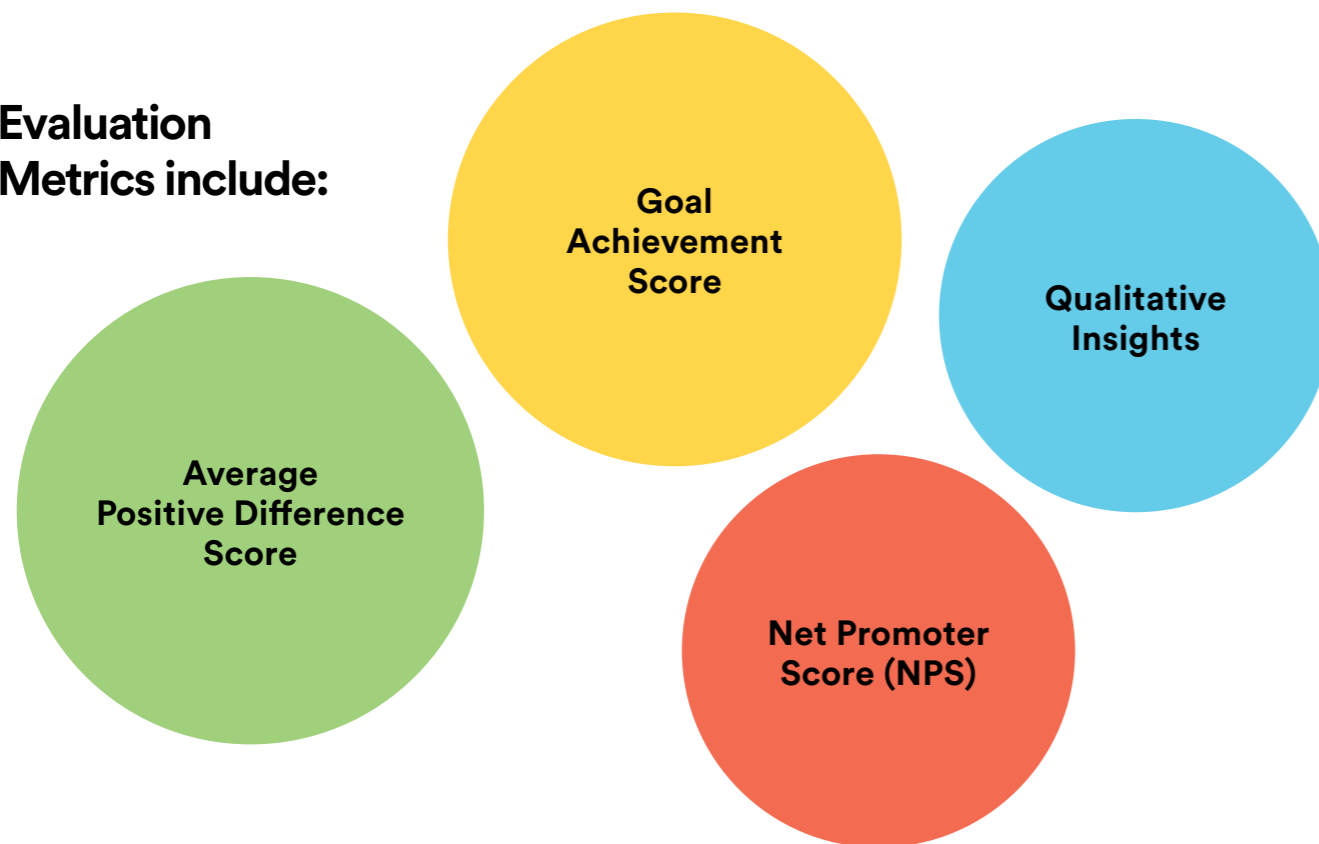 Evaluation
Metrics include:
Goal
Achievement
Score
Qualitative
Insights
Average
Positive Difference
Score
Net Promoter
Score (NPS)